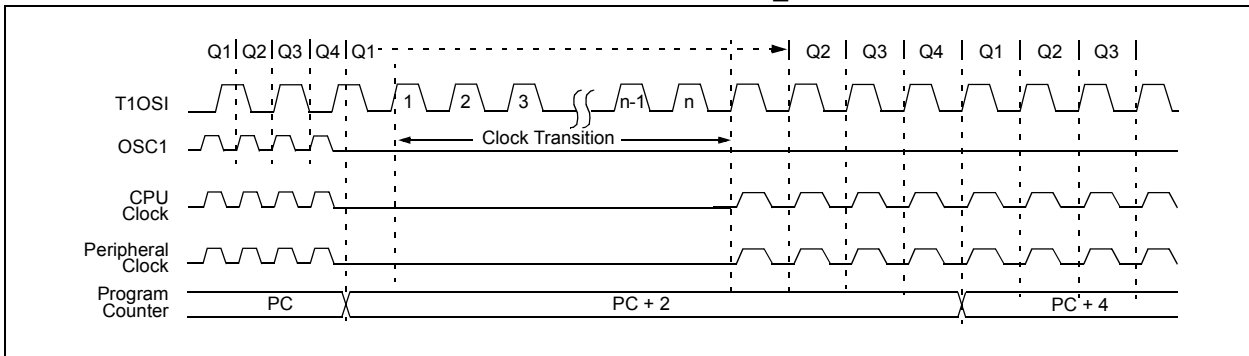 Q1 Q2 Q3 Q4 Q1 Q2 Q3 Q4 Q1 Q2 Q3
T1OSI 1 2 3 n-1 n
Clock Transition
OSC1
CPU
Clock
Peripheral
Clock
Program
Counter
PC PC + 2 PC + 4